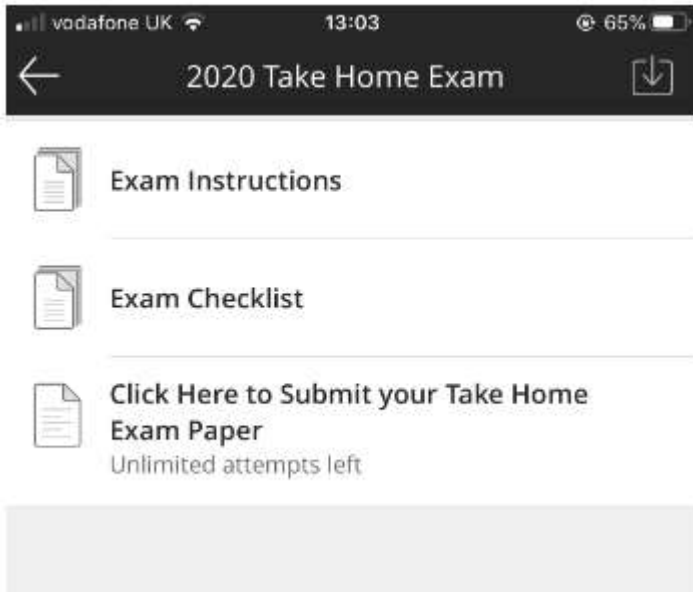 vodafone UK 13:03 65%
2020 Take Home Exam
Exam Instructions
Exam Checklist
Click Here to Submit your Take Home
Exam Paper
Unlimited attempts left